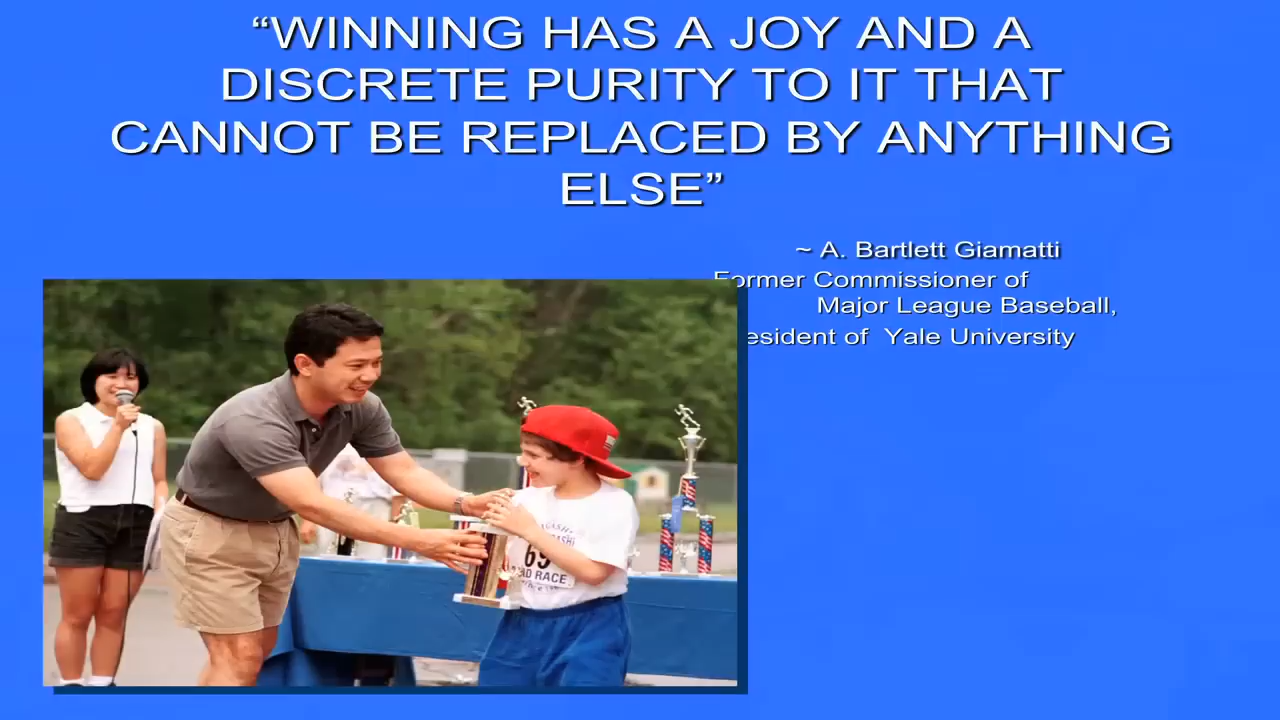 “WINNING HAS A JOY AND A
DISCRETE PURITY TO IT THAT
CANNOT BE REPLACED BY ANYTHING
ELSE”
~ A. Bartlett Giamatti
Former Commissioner of
Major League Baseball,
esident of Yale University
69
RACE